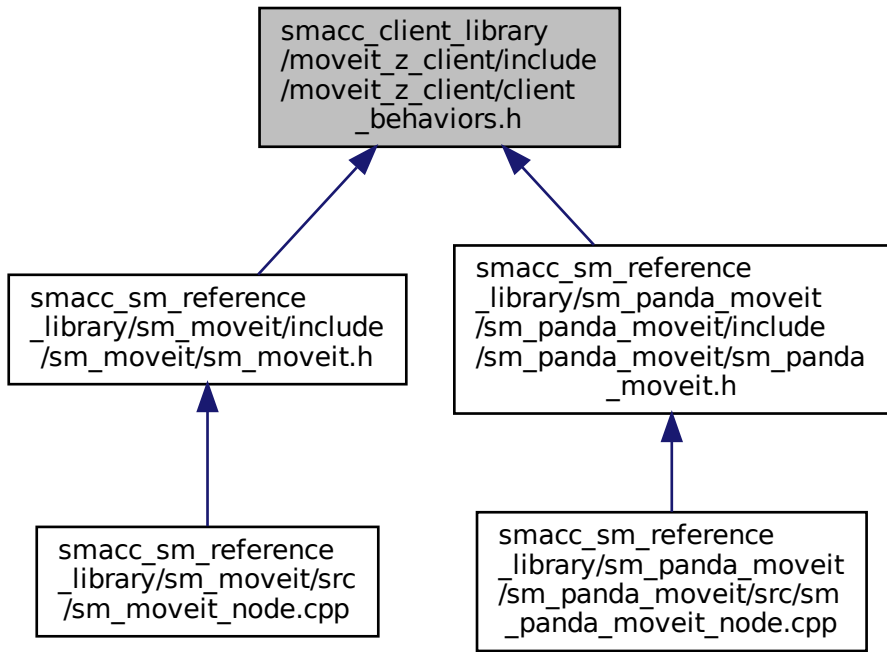 smacc_client_library
/moveit_z_client/include
/moveit_z_client/client
_behaviors.h
smacc_sm_reference
_library/sm_moveit/include
/sm_moveit/sm_moveit.h
smacc_sm_reference
_library/sm_panda_moveit
/sm_panda_moveit/include
/sm_panda_moveit/sm_panda
_moveit.h
smacc_sm_reference
_library/sm_moveit/src
/sm_moveit_node.cpp
smacc_sm_reference
_library/sm_panda_moveit
/sm_panda_moveit/src/sm
_panda_moveit_node.cpp